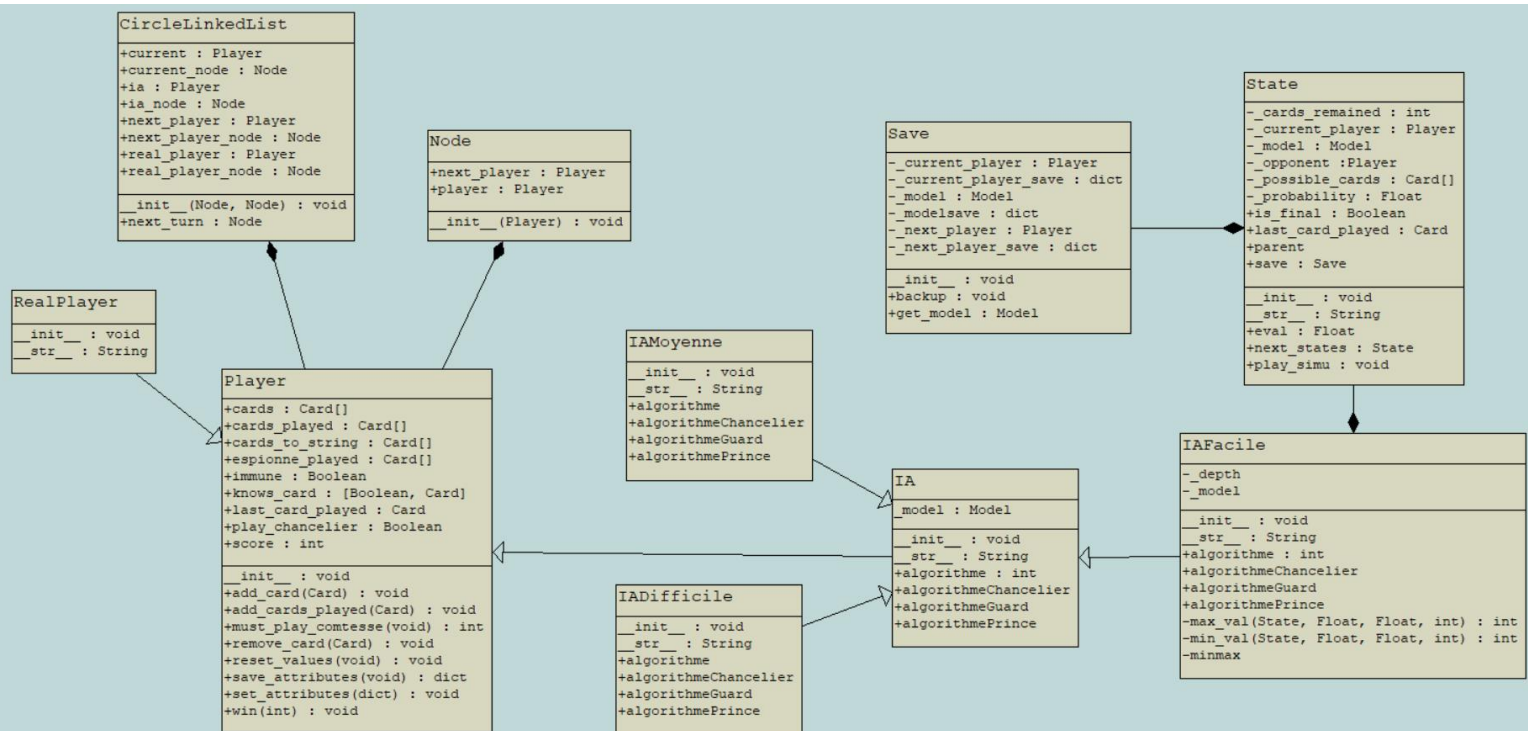 CircleLinkedList
+current : Player
+current_node : Node
+ia : Player
+ia_node : Node
+next_player : Player
+next_player_node : Node
+real_player : Player
+real_player_node : Node
__init__(Node, Node) : void
+next_turn : Node
Node
+next_player : Player
+player : Player
__init__(Player) : void
RealPlayer
__init__ : void
__str__ : String
Player
+cards : Card[]
+cards_played : Card[]
+cards_to_string : Card[]
+espionne_played : Card[]
+immune : Boolean
+knows_card : [Boolean, Card]
+last_card_played : Card
+play_chancelier : Boolean
+score : int
__init__ : void
+add_card(Card) : void
+add_cards_played(Card) : void
+must_play_comtesse(void) : int
+remove_card(Card) : void
+reset_values(void) : void
+save_attributes(void) : dict
+set_attributes(dict) : void
+win(int) : void
IAMoyenne
__init__ : void
__str__ : String
+algorithme
+algorithmeChancelier
+algorithmeGuard
+algorithmePrince
IADifficile
__init__ : void
__str__ : String
+algorithme
+algorithmeChancelier
+algorithmeGuard
+algorithmePrince
Save
-_current_player : Player
-_current_player_save : dict
-_model : Model
-_modelsave : dict
-_next_player : Player
-_next_player_save : dict
__init__ : void
+backup : void
+get_model : Model
IA
_model : Model
__init__ : void
__str__ : String
+algorithme : int
+algorithmeChancelier
+algorithmeGuard
+algorithmePrince
State
-_cards_remained : int
-_current_player : Player
-_model : Model
-_opponent :Player
-_possible_cards : Card[]
-_probability : Float
+is_final : Boolean
+last_card_played : Card
+parent
+save : Save
__init__ : void
__str__ : String
+eval : Float
+next_states : State
+play_simu : void
IAFacile
-_depth
-_model
__init__ : void
__str__ : String
+algorithme : int
+algorithmeChancelier
+algorithmeGuard
+algorithmePrince
-max_val(State, Float, Float, int) : int
-min_val(State, Float, Float, int) : int
-minmax